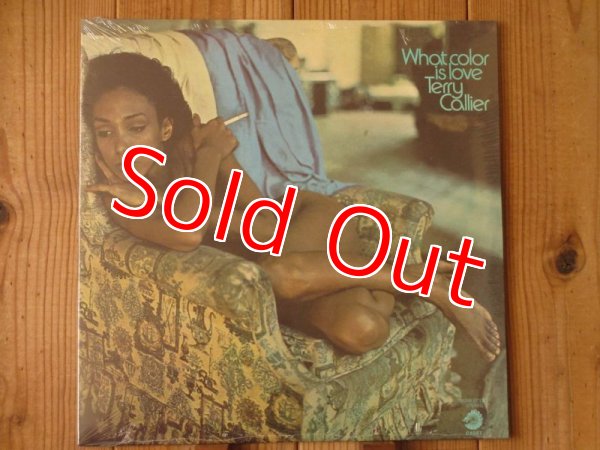 What color
is love
Terry
Callier
Sold Out